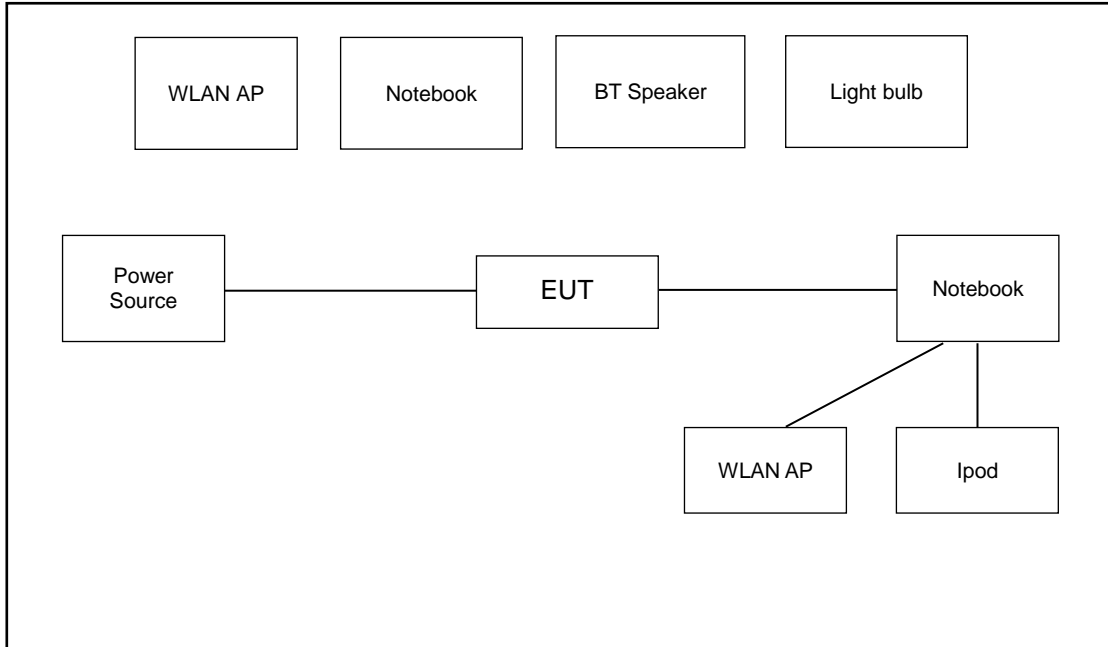 WLAN AP
Notebook
BT Speaker
Light bulb
Power
Source
EUT
Notebook
WLAN AP
Ipod